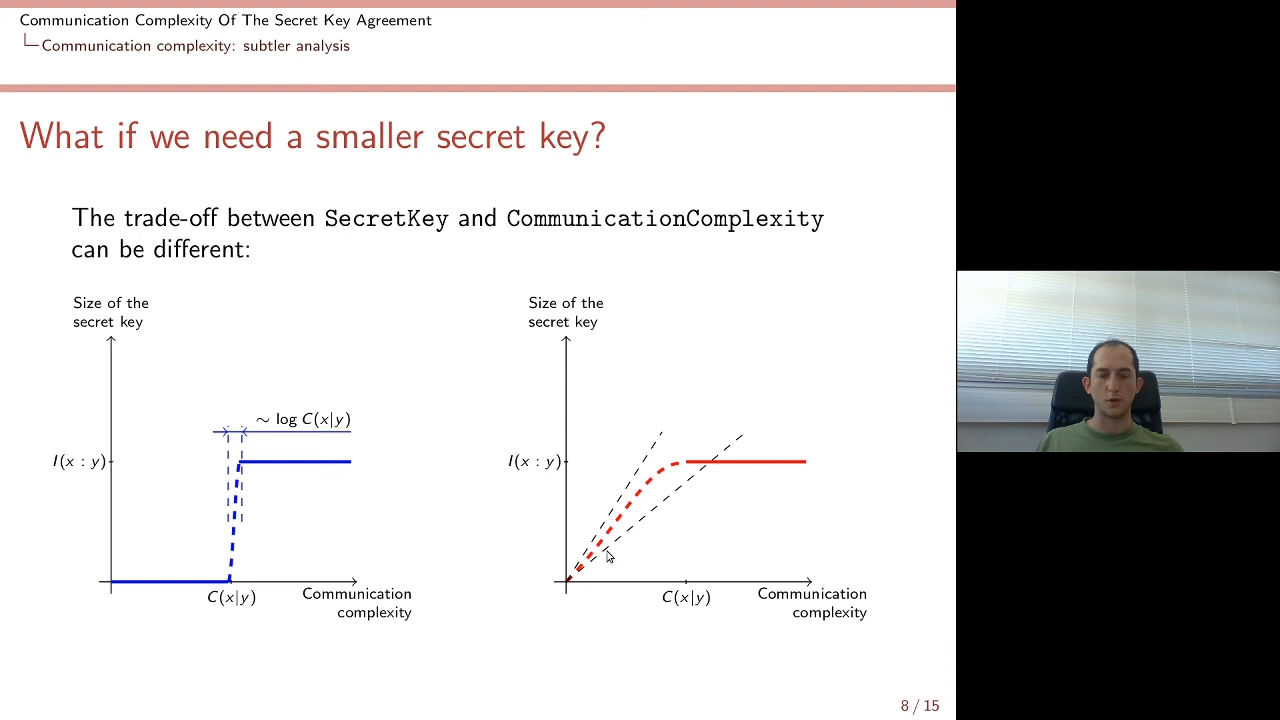 Communication Complexity Of The Secret Key Agreement
Communication complexity: subtler analysis
What if we need a smaller secret key?
The trade-off between SecretKey and CommunicationComplexity
can be different:
Size of the
secret key
∼ log C(x|y)
I(x : y)
C(x|y)
Communication
complexity
Size of the
secret key
I(x : y)
C(x|y)
Communication
complexity
8 / 15